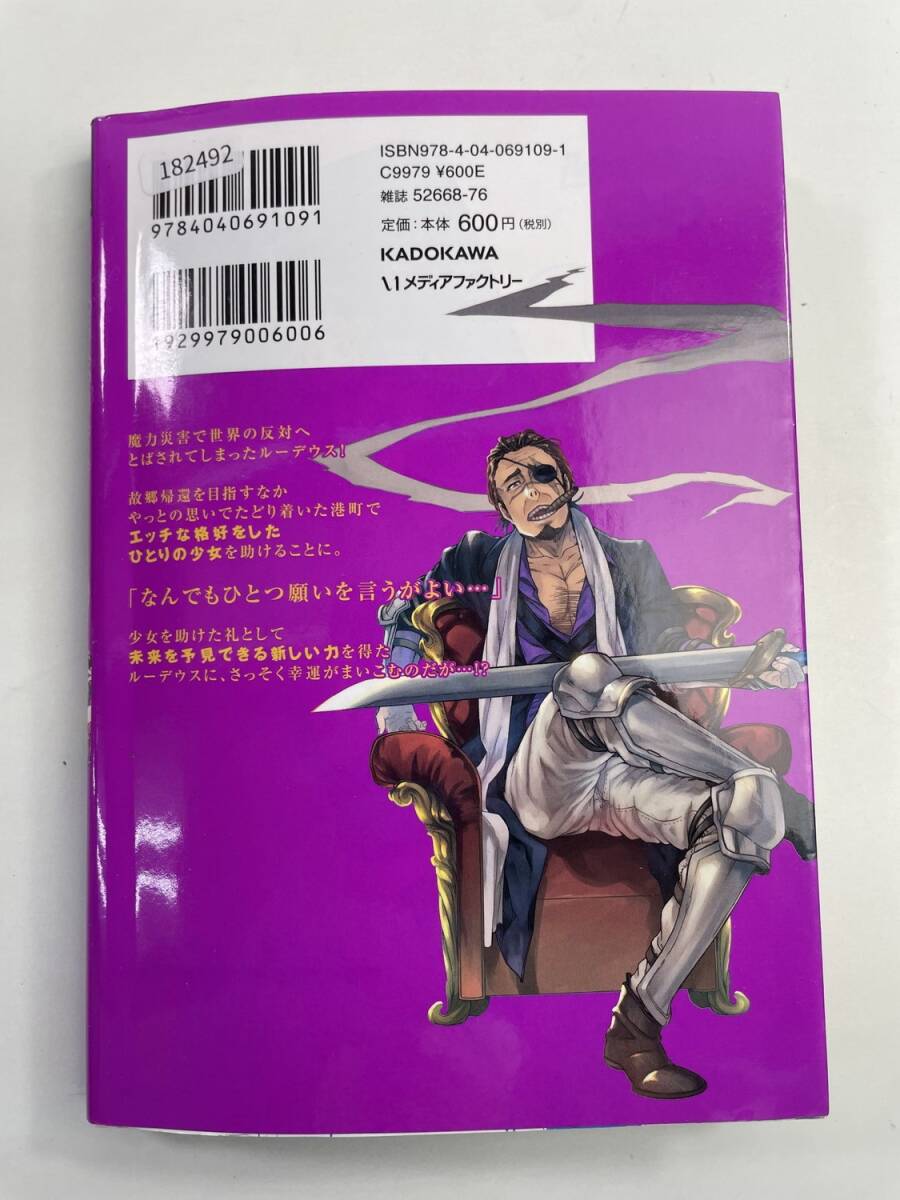 182492
9784040691091
1929979006006
ISBN978-4-04-069109-1
C9979 ¥600E
雑誌 52668-76
定価：本体 600円（税別）
KADOKAWA
メディアファクトリー
魔力災害で世界の反対へ
とばされてしまったルーデウス！
故郷帰還を目指すなか
やっとの思いでたどり着いた港町で
エッチな格好をした
ひとりの少女を助けることに。
「なんでもひとつ願いを言うがよい…」
少女を助けた礼として
未来を予見できる新しい力を得た
ルーデウスに、さっそく幸運がまいこむのだが…!?